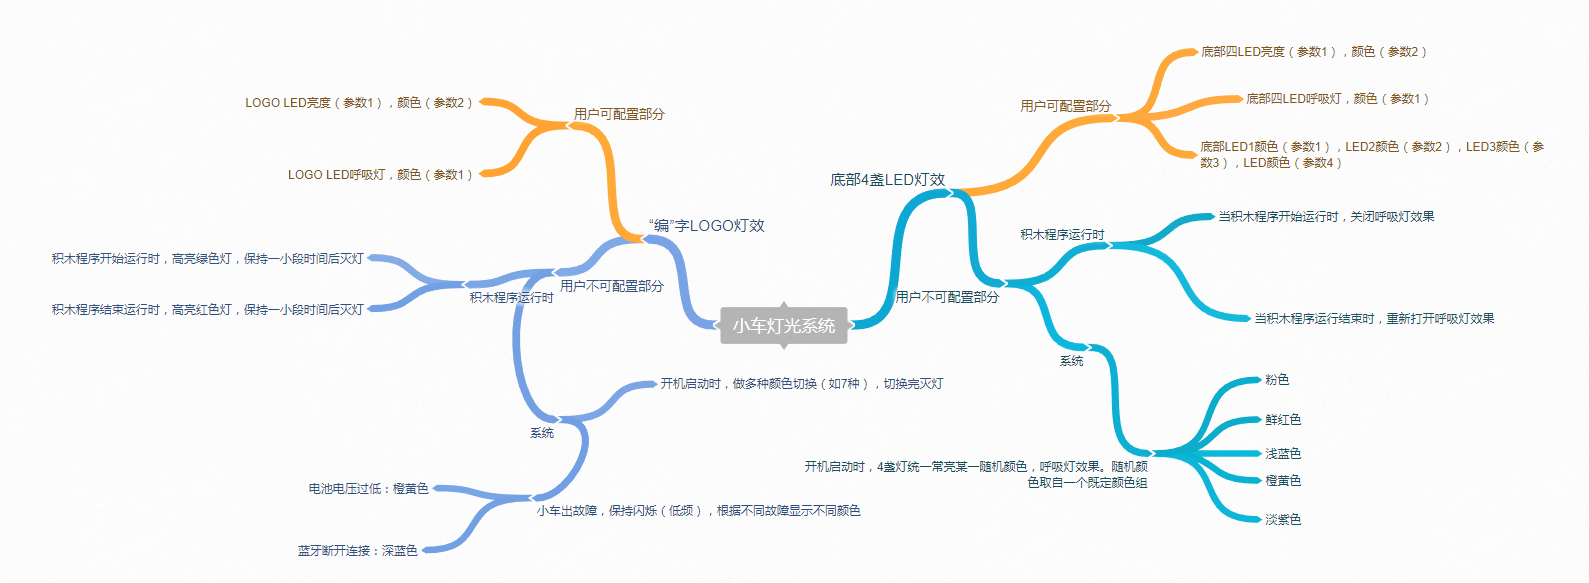 小车灯光系统
“编”字LOGO灯效
用户可配置部分
LOGO LED亮度（参数1），颜色（参数2）
LOGO LED呼吸灯，颜色（参数1）
用户不可配置部分
积木程序运行时
积木程序开始运行时，高亮绿色灯，保持一小段时间后灭灯
积木程序结束运行时，高亮红色灯，保持一小段时间后灭灯
系统
开机启动时，做多种颜色切换（如7种），切换完灭灯
小车出故障，保持闪烁（低频），根据不同故障显示不同颜色
电池电压过低：橙黄色
蓝牙断开连接：深蓝色
底部4盏LED灯效
用户可配置部分
底部四LED亮度（参数1），颜色（参数2）
底部四LED呼吸灯，颜色（参数1）
底部LED1颜色（参数1），LED2颜色（参数2），LED3颜色（参
数3），LED颜色（参数4）
用户不可配置部分
积木程序运行时
当积木程序开始运行时，关闭呼吸灯效果
当积木程序运行结束时，重新打开呼吸灯效果
系统
开机启动时，4盏灯统一常亮某一随机颜色，呼吸灯效果。随机颜
色取自一个既定颜色组
粉色
鲜红色
浅蓝色
橙黄色
淡紫色